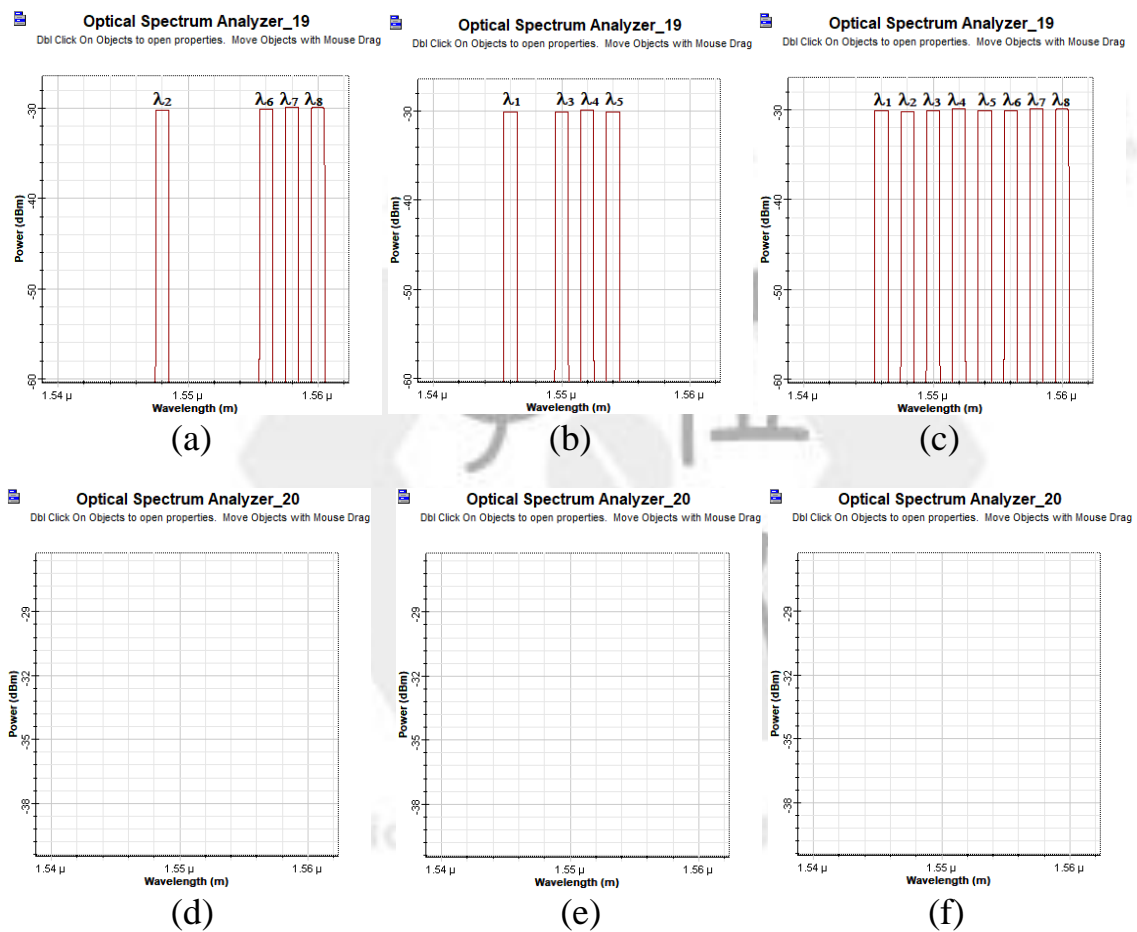 Optical Spectrum Analyzer_19
Dbl Click On Objects to open properties. Move Objects with Mouse Drag
λ2 λ6 λ7 λ8
Power (dBm)
-30
-40
-50
-60
1.54 µ 1.55 µ 1.56 µ
Wavelength (m)
(a)
Optical Spectrum Analyzer_19
Dbl Click On Objects to open properties. Move Objects with Mouse Drag
λ1 λ3 λ4 λ5
Power (dBm)
-30
-40
-50
-60
1.54 µ 1.55 µ 1.56 µ
Wavelength (m)
(b)
Optical Spectrum Analyzer_19
Dbl Click On Objects to open properties. Move Objects with Mouse Drag
λ1 λ2 λ3 λ4 λ5 λ6 λ7 λ8
Power (dBm)
-30
-40
-50
-60
1.54 µ 1.55 µ 1.56 µ
Wavelength (m)
(c)
Optical Spectrum Analyzer_20
Dbl Click On Objects to open properties. Move Objects with Mouse Drag
Power (dBm)
-29
-32
-35
-38
1.54 µ 1.55 µ 1.56 µ
Wavelength (m)
(d)
Optical Spectrum Analyzer_20
Dbl Click On Objects to open properties. Move Objects with Mouse Drag
Power (dBm)
-29
-32
-35
-38
1.54 µ 1.55 µ 1.56 µ
Wavelength (m)
(e)
Optical Spectrum Analyzer_20
Dbl Click On Objects to open properties. Move Objects with Mouse Drag
Power (dBm)
-29
-32
-35
-38
1.54 µ 1.55 µ 1.56 µ
Wavelength (m)
(f)